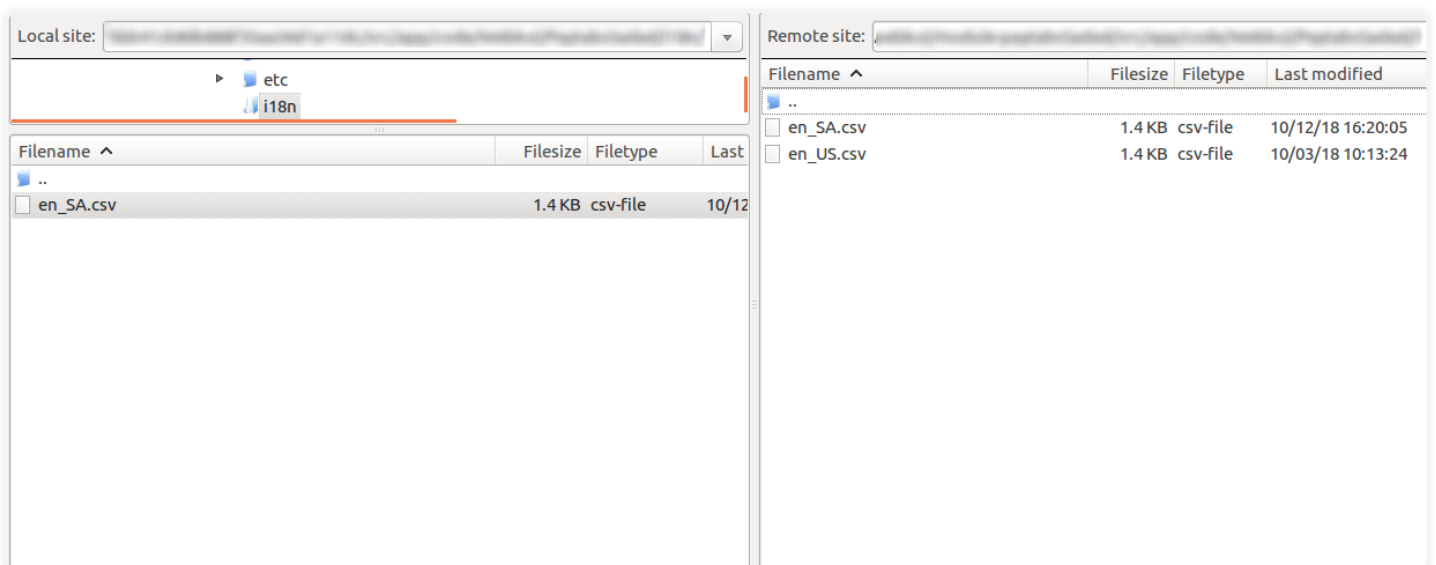 Local site:
etc
i18n
Filename Filesize Filetype Last
..
en_SA.csv 1.4 KB csv-file 10/12
Remote site:
Filename Filesize Filetype Last modified
..
en_SA.csv 1.4 KB csv-file 10/12/18 16:20:05
en_US.csv 1.4 KB csv-file 10/03/18 10:13:24